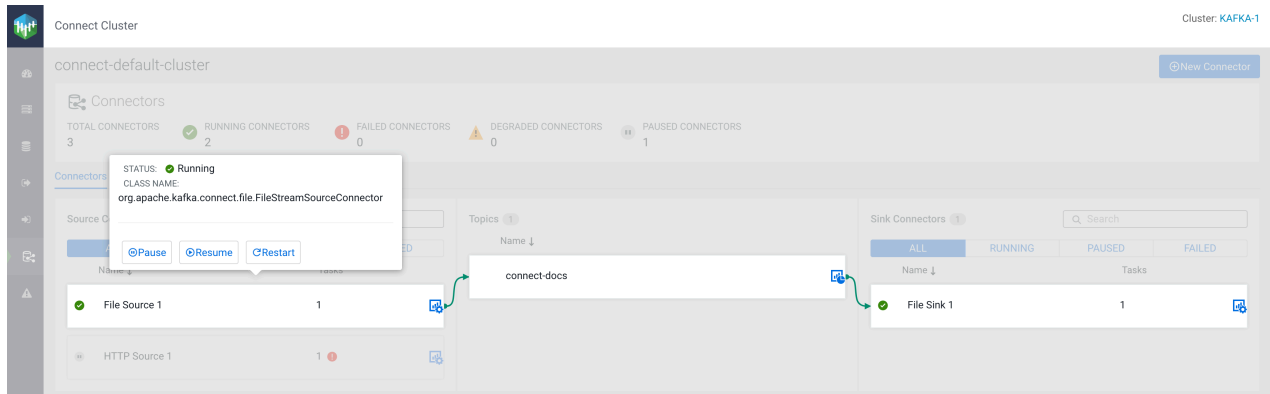 Connect Cluster
Cluster: KAFKA-1
connect-default-cluster
New Connector
Connectors
TOTAL CONNECTORS
3
RUNNING CONNECTORS
2
FAILED CONNECTORS
0
DEGRADED CONNECTORS
0
PAUSED CONNECTORS
1
Connectors
STATUS: Running
CLASS NAME:
org.apache.kafka.connect.file.FileStreamSourceConnector
Pause Resume Restart
Source C
A ED
Name ↓ Tasks
File Source 1 1
HTTP Source 1 1
Topics 1
Name ↓
connect-docs
Sink Connectors 1 Search
ALL RUNNING PAUSED FAILED
Name ↓ Tasks
File Sink 1 1